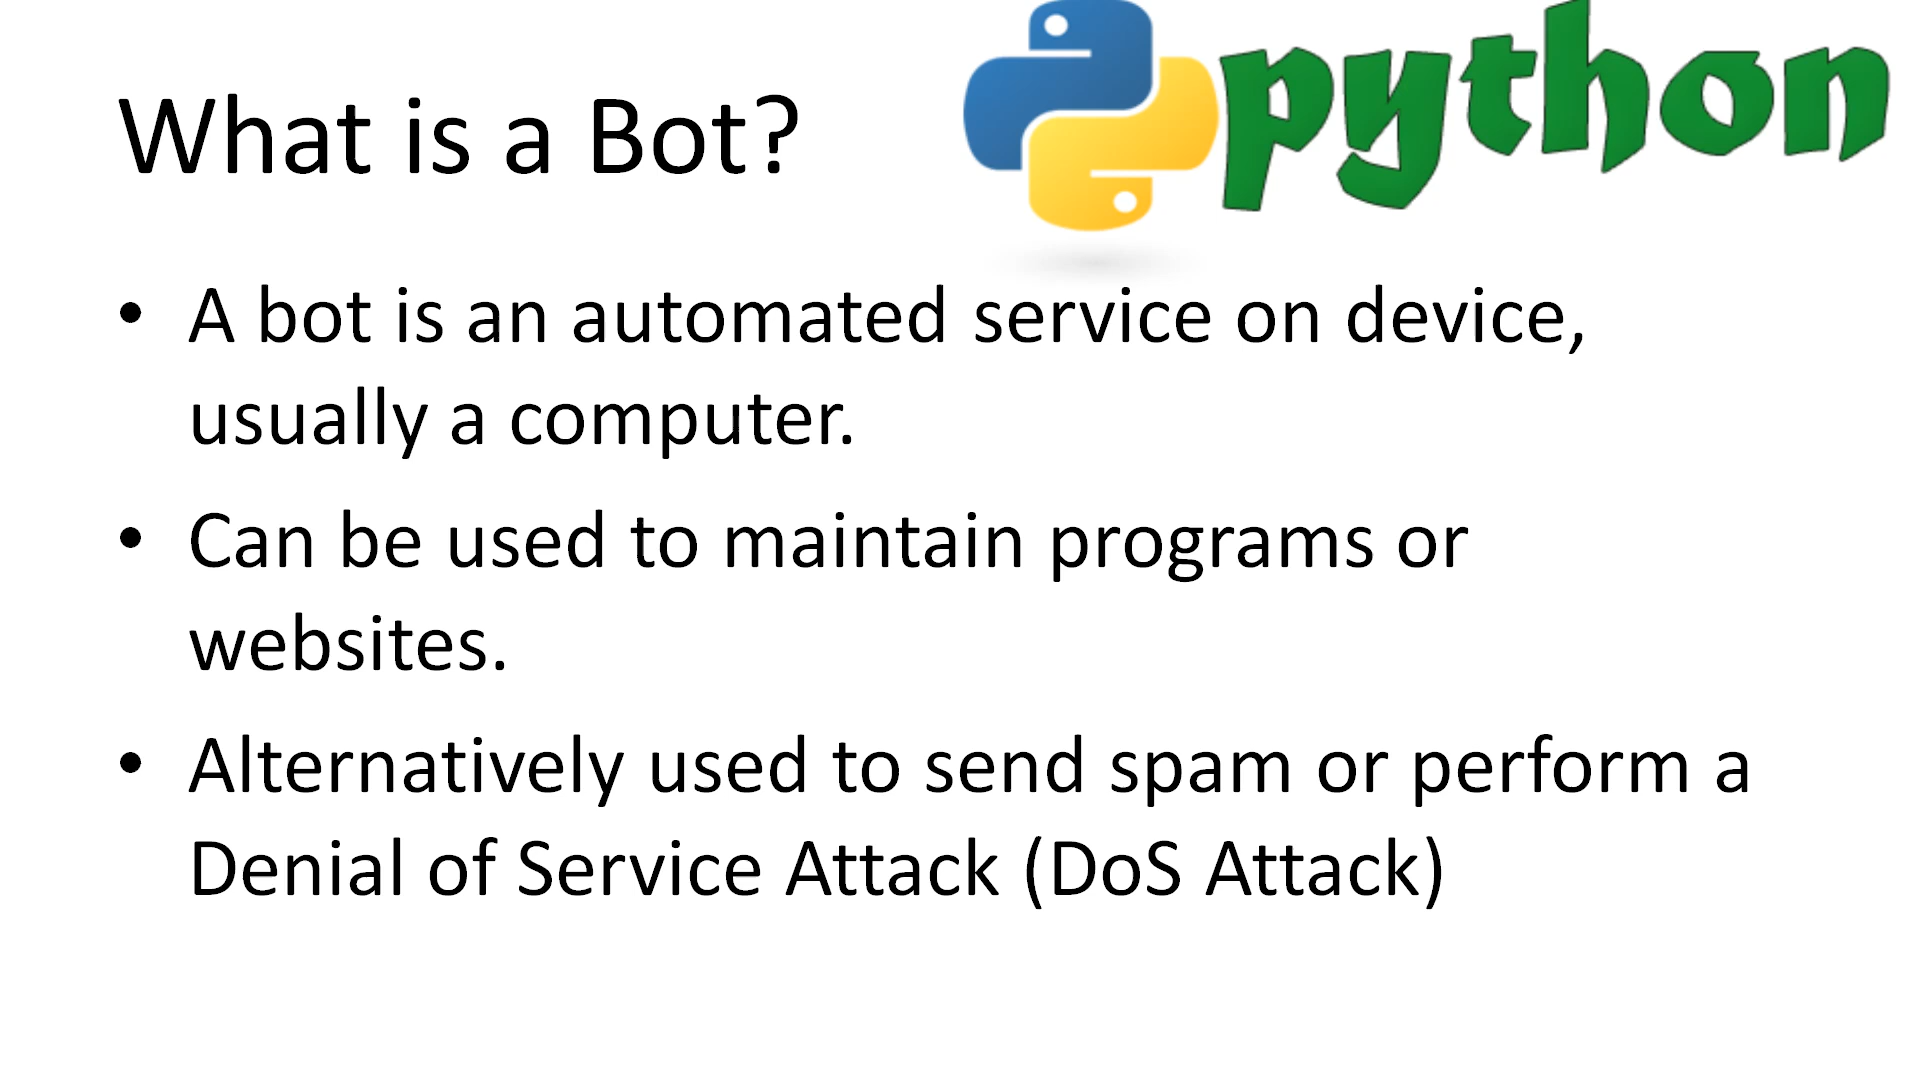 python
What is a Bot?
• A bot is an automated service on device,
usually a computer.
• Can be used to maintain programs or
websites.
• Alternatively used to send spam or perform a
Denial of Service Attack (DoS Attack)